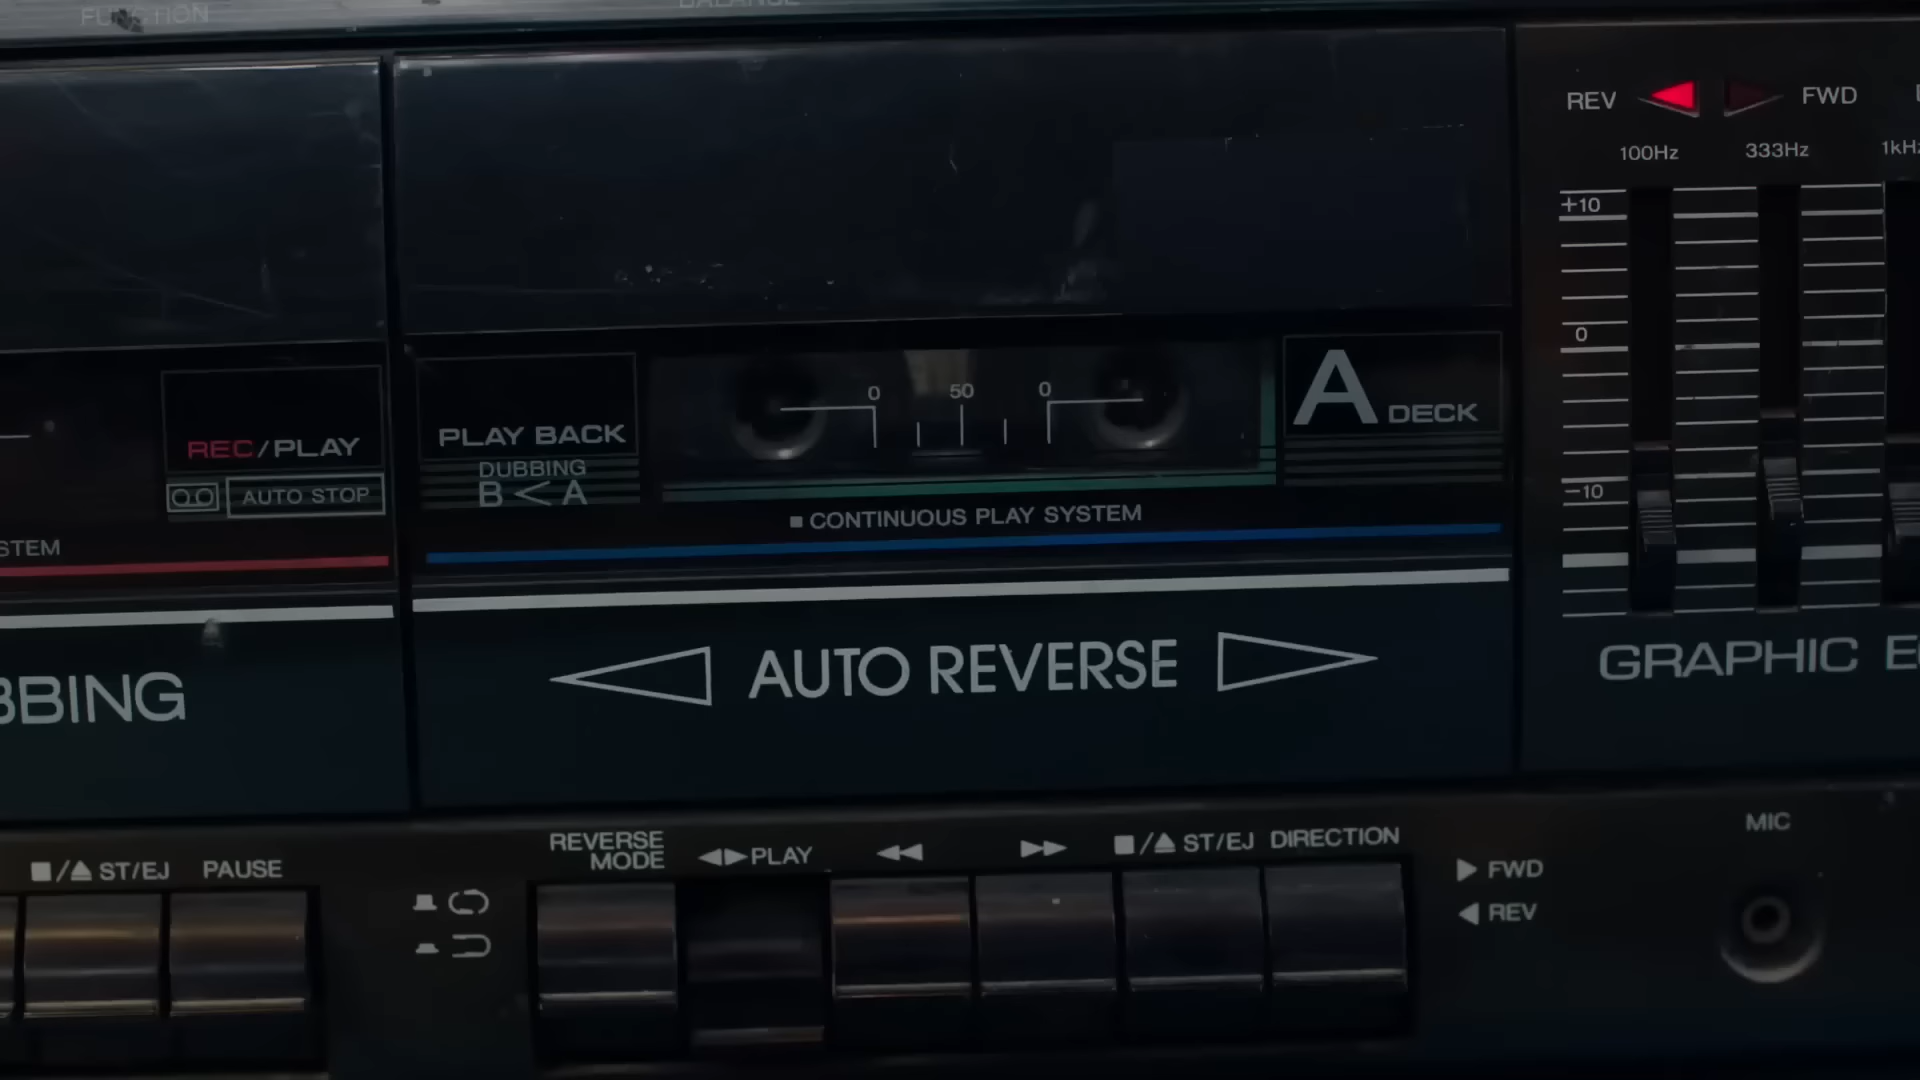 FUNCTION
BALANCE
REV
FWD
100Hz
333Hz
1kHz
+10
0
-10
GRAPHIC
REC/PLAY
AUTO STOP
PLAY BACK
DUBBING
B < A
0
50
0
A DECK
■ CONTINUOUS PLAY SYSTEM
STEM
BBING
AUTO REVERSE
■/▲ ST/EJ
PAUSE
REVERSE
MODE
◀▶PLAY
◀◀
▶▶
■/▲ ST/EJ
DIRECTION
▶ FWD
◀ REV
MIC